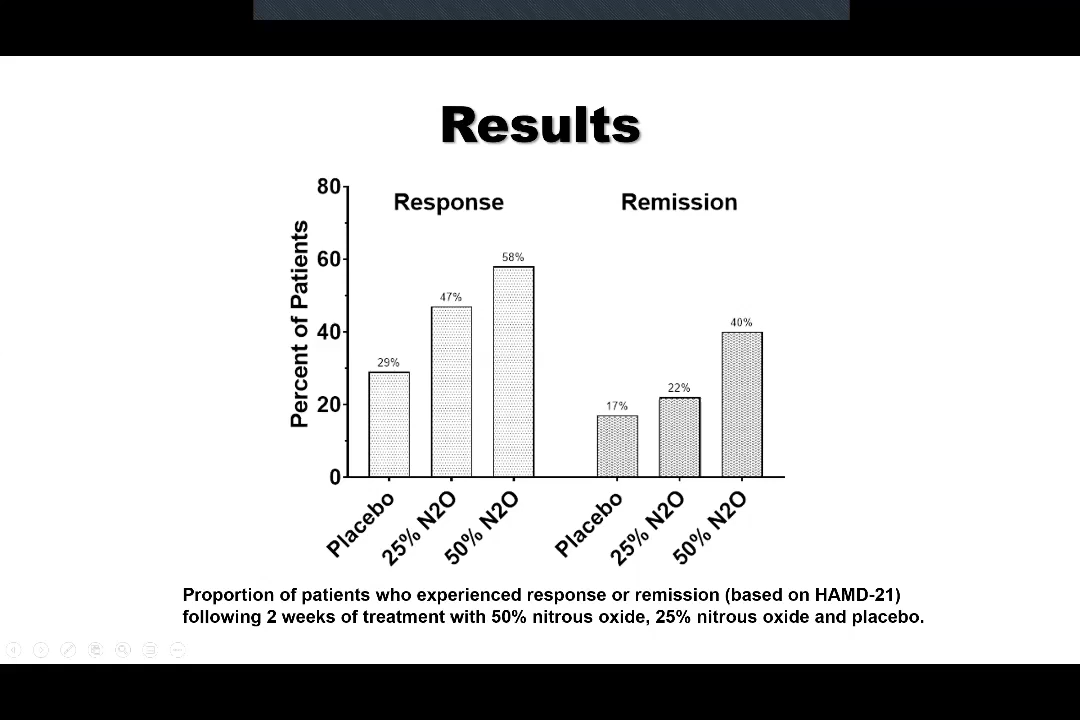 Results
80
60
40
20
0
Percent of Patients
Response
Remission
29%
47%
58%
17%
22%
40%
Placebo
25% N2O
50% N2O
Placebo
25% N2O
50% N2O
Proportion of patients who experienced response or remission (based on HAMD-21)
following 2 weeks of treatment with 50% nitrous oxide, 25% nitrous oxide and placebo.